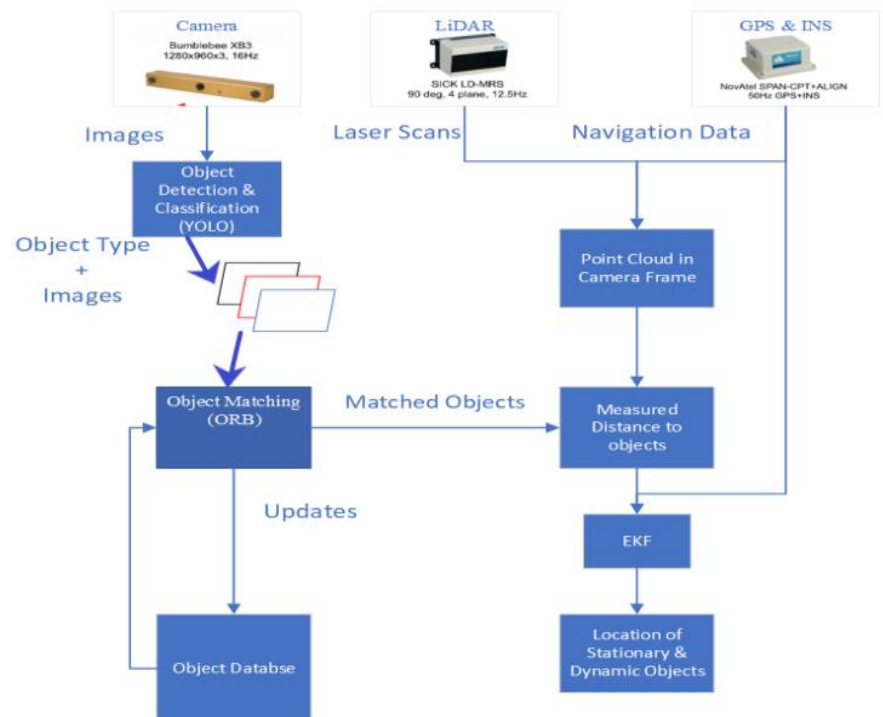 Camera
Bumblebee XB3
1280x960x3, 16Hz
LiDAR
SICK LD-MRS
90 deg, 4 plane, 12.5Hz
GPS & INS
NovAtel SPAN-CPT+ALIGN
50Hz GPS+INS
Images
Laser Scans
Navigation Data
Object
Detection &
Classification
(YOLO)
Object Type
+
Images
Point Cloud in
Camera Frame
Object Matching
(ORB)
Matched Objects
Measured
Distance to
objects
Updates
EKF
Object Databse
Location of
Stationary &
Dynamic Objects